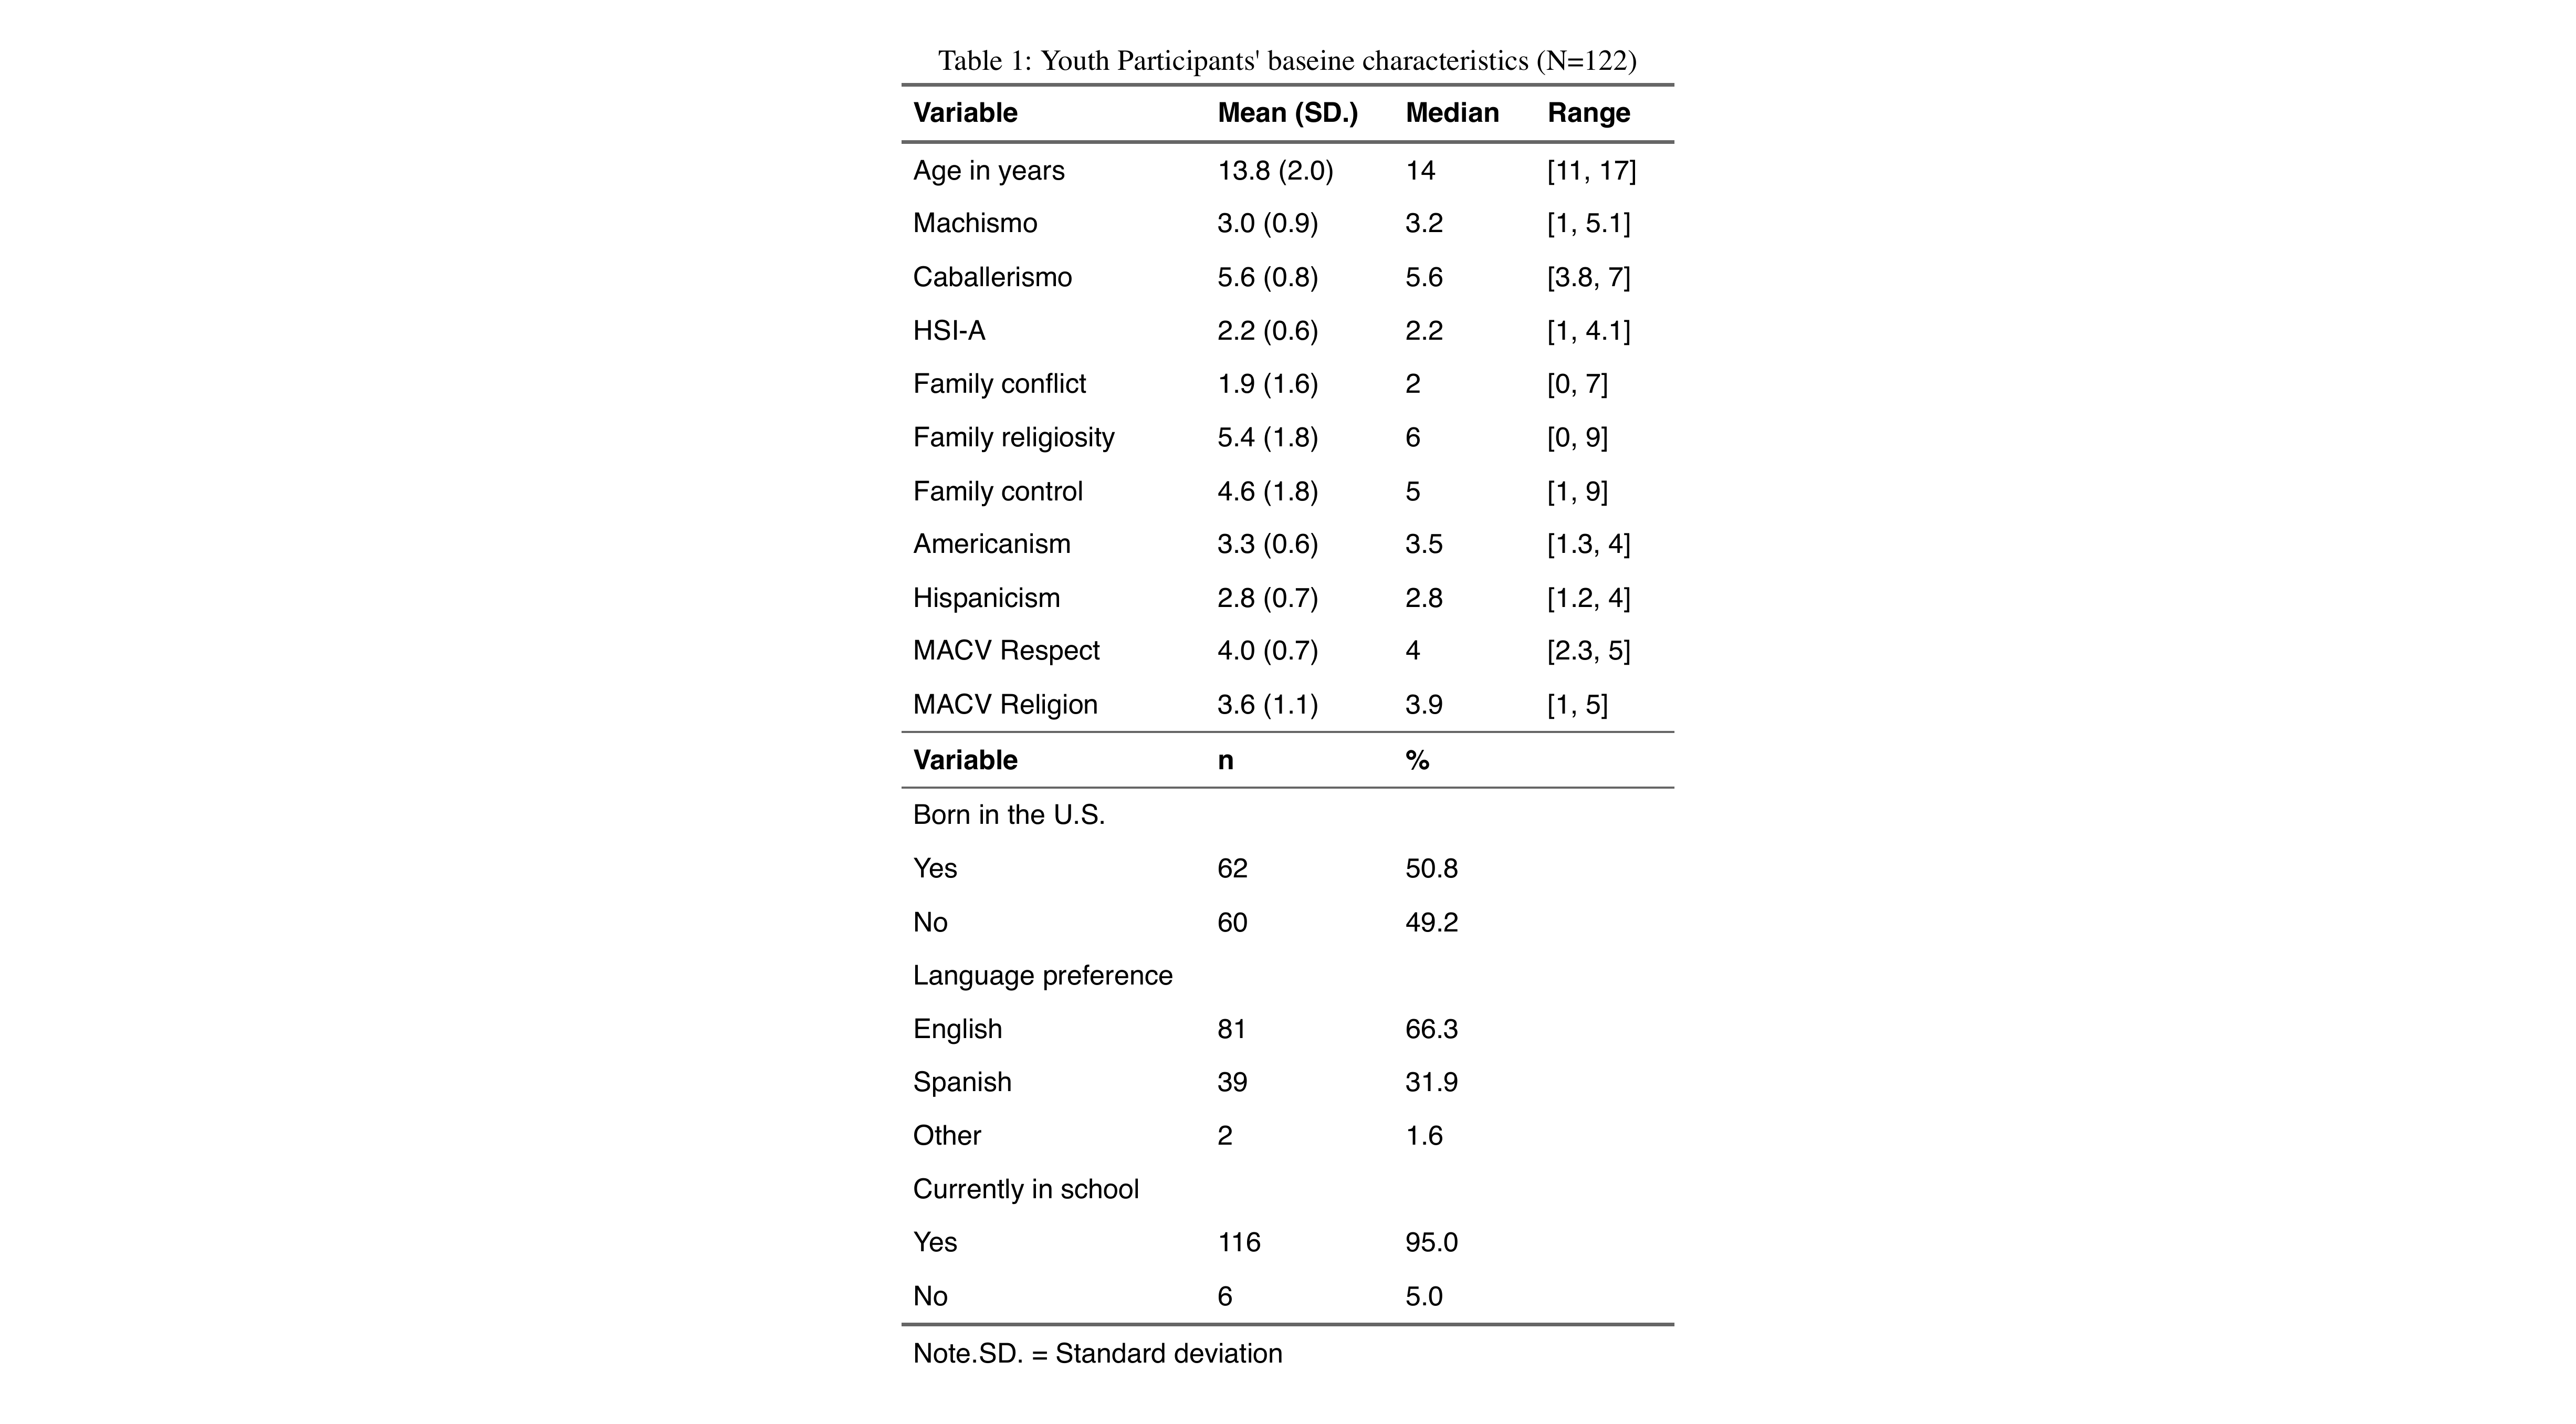 Table 1: Youth Participants' baseine characteristics (N=122)
Variable Mean (SD.) Median Range
Age in years 13.8 (2.0) 14 [11, 17]
Machismo 3.0 (0.9) 3.2 [1, 5.1]
Caballerismo 5.6 (0.8) 5.6 [3.8, 7]
HSI-A 2.2 (0.6) 2.2 [1, 4.1]
Family conflict 1.9 (1.6) 2 [0, 7]
Family religiosity 5.4 (1.8) 6 [0, 9]
Family control 4.6 (1.8) 5 [1, 9]
Americanism 3.3 (0.6) 3.5 [1.3, 4]
Hispanicism 2.8 (0.7) 2.8 [1.2, 4]
MACV Respect 4.0 (0.7) 4 [2.3, 5]
MACV Religion 3.6 (1.1) 3.9 [1, 5]
Variable n %
Born in the U.S.
Yes 62 50.8
No 60 49.2
Language preference
English 81 66.3
Spanish 39 31.9
Other 2 1.6
Currently in school
Yes 116 95.0
No 6 5.0
Note.SD. = Standard deviation